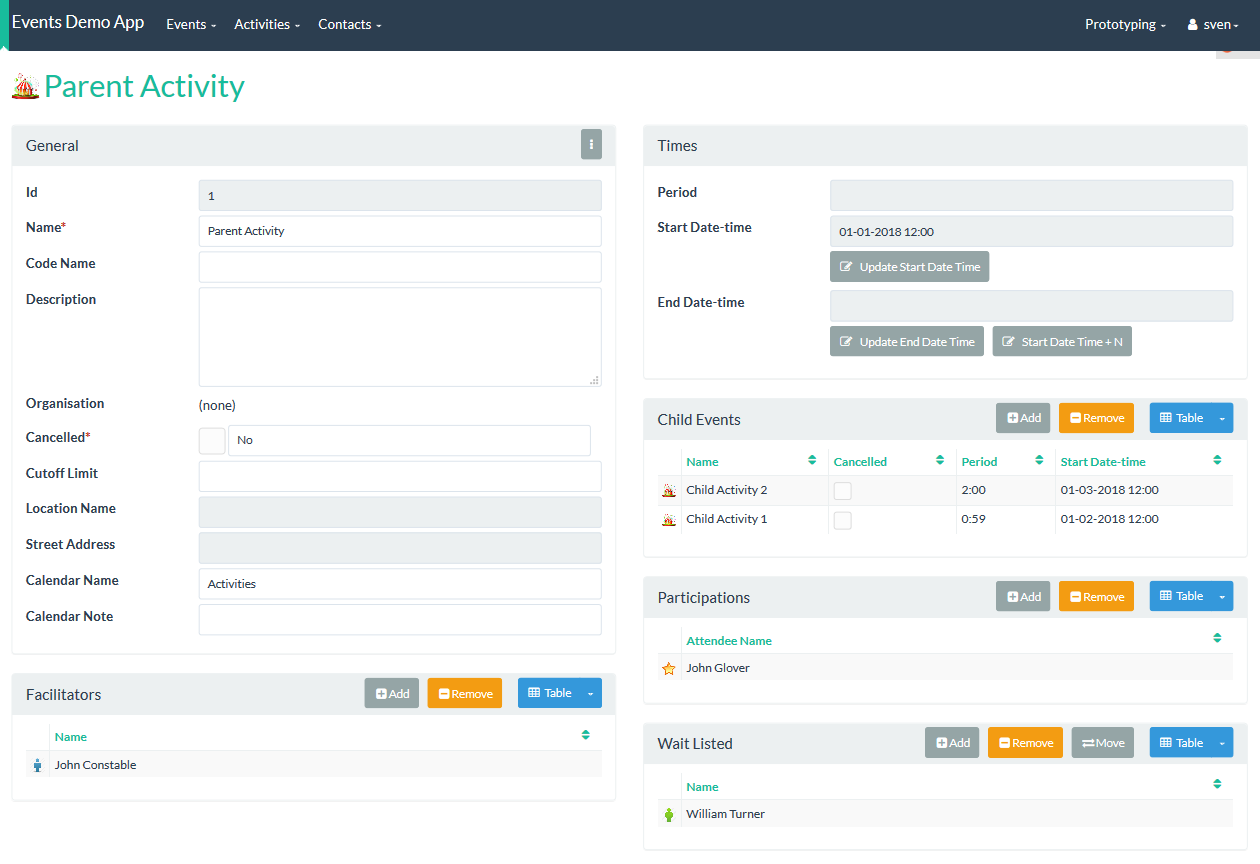 Events Demo App Events Activities Contacts Prototyping sven
Parent Activity
General
Id 1
Name* Parent Activity
Code Name
Description
Organisation (none)
Cancelled* No
Cutoff Limit
Location Name
Street Address
Calendar Name Activities
Calendar Note
Facilitators Add Remove Table
Name
John Constable
Times
Period
Start Date-time 01-01-2018 12:00
Update Start Date Time
End Date-time
Update End Date Time Start Date Time + N
Child Events Add Remove Table
Name Cancelled Period Start Date-time
Child Activity 2 2:00 01-03-2018 12:00
Child Activity 1 0:59 01-02-2018 12:00
Participations Add Remove Table
Attendee Name
John Glover
Wait Listed Add Remove Move Table
Name
William Turner